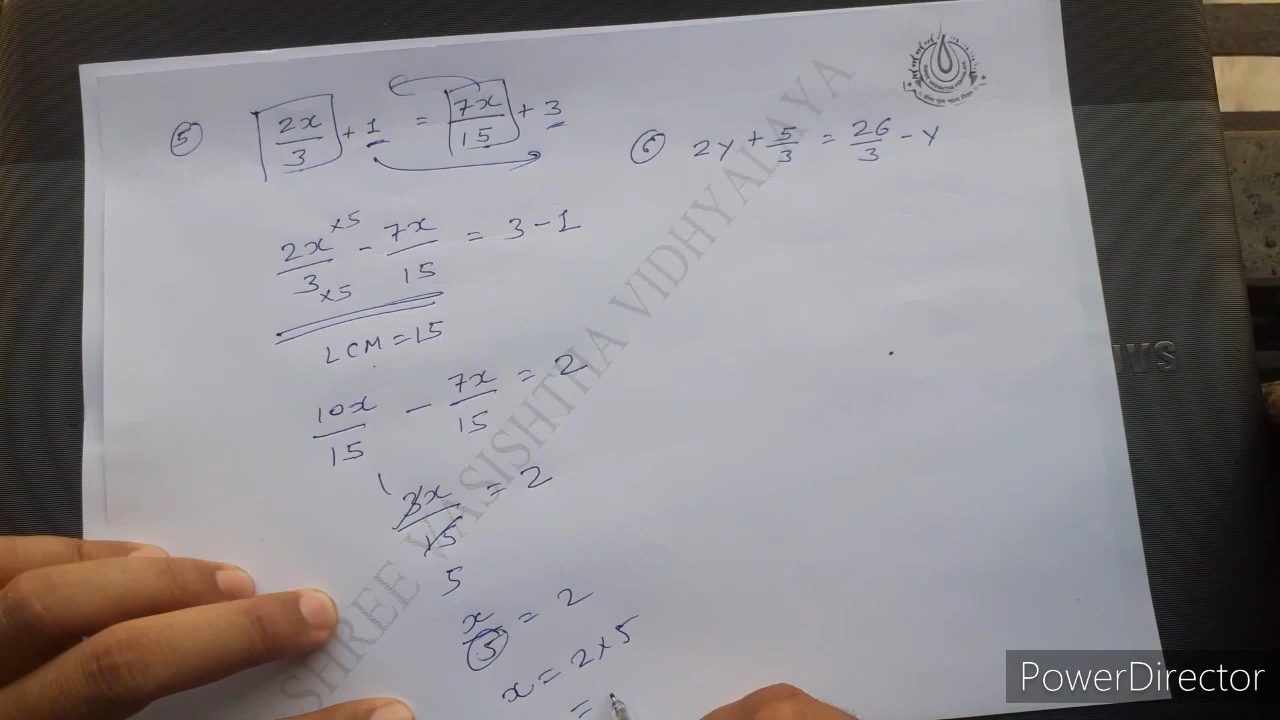 ⑤ 2x/3 + 1 = 7x/15 + 3
2x×5/3×5 - 7x/15 = 3-1
LCM=15
10x/15 - 7x/15 = 2
1
3x/15 = 2
5
x/5 = 2
x = 2×5
=
⑥ 2y + 5/3 = 26/3 - y
SHREE VASISHTHA VIDHYALAYA
SAM
PowerDirector